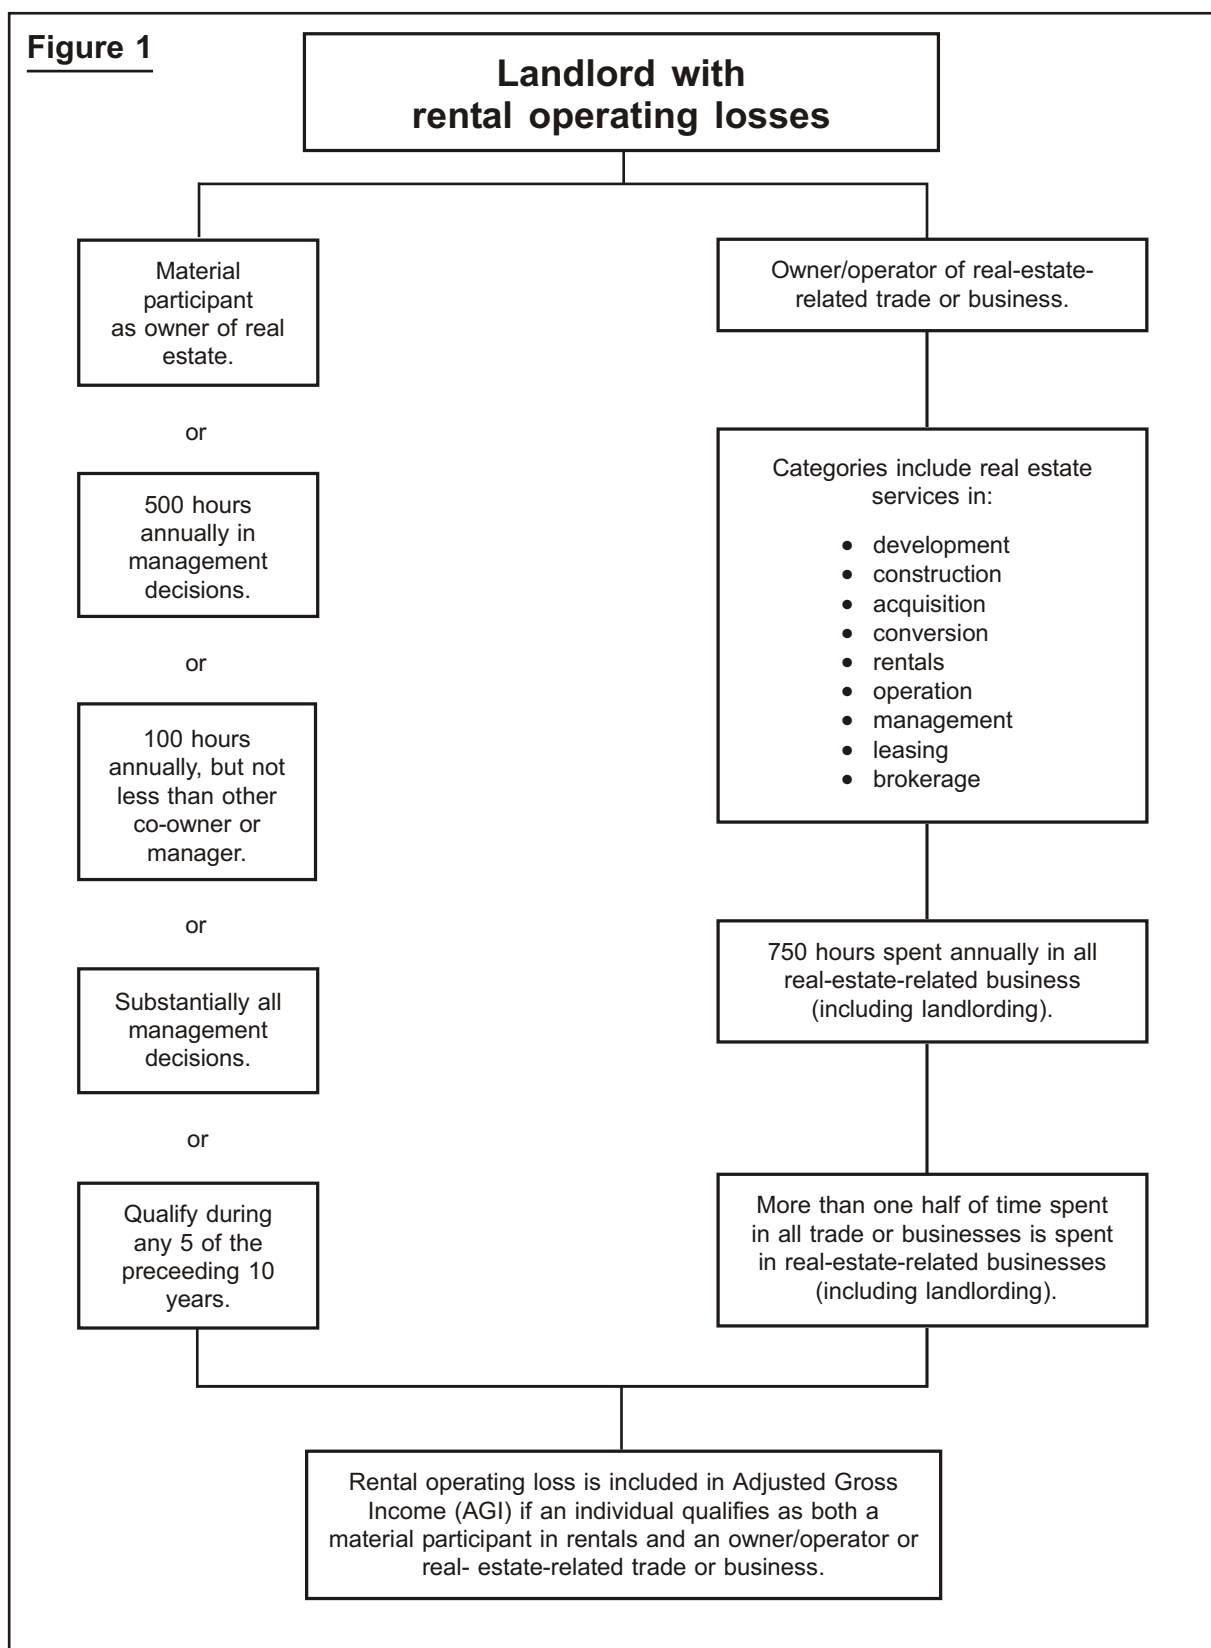 Figure 1
Landlord with
rental operating losses
Material
participant
as owner of real
estate.
or
500 hours
annually in
management
decisions.
or
100 hours
annually, but not
less than other
co-owner or
manager.
or
Substantially all
management
decisions.
or
Qualify during
any 5 of the
preceeding 10
years.
Owner/operator of real-estate-
related trade or business.
Categories include real estate
services in:
• development
• construction
• acquisition
• conversion
• rentals
• operation
• management
• leasing
• brokerage
750 hours spent annually in all
real-estate-related business
(including landlording).
More than one half of time spent
in all trade or businesses is spent
in real-estate-related businesses
(including landlording).
Rental operating loss is included in Adjusted Gross
Income (AGI) if an individual qualifies as both a
material participant in rentals and an owner/operator or
real- estate-related trade or business.